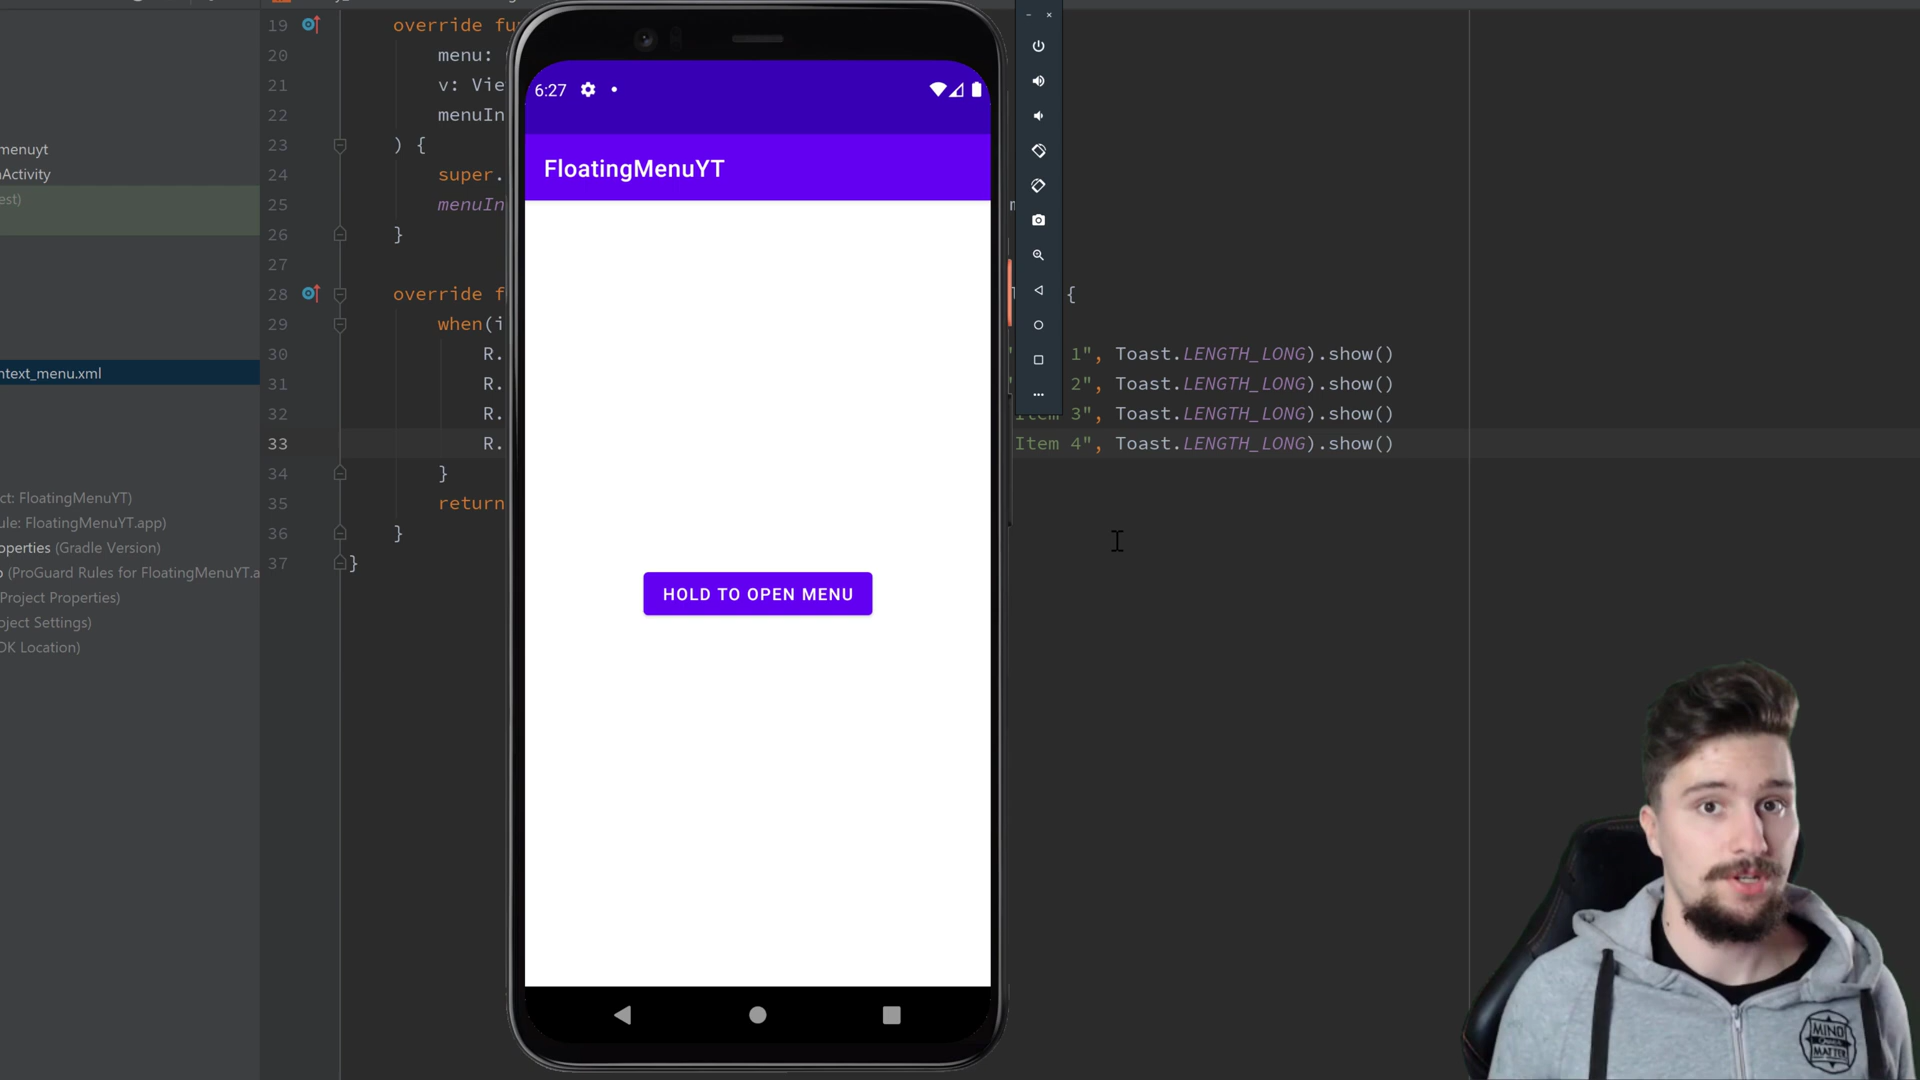 menuyt
Activity
est)
ntext_menu.xml
ct: FloatingMenuYT)
ule: FloatingMenuYT.app)
operties (Gradle Version)
(ProGuard Rules for FloatingMenuYT.a
Project Properties)
oject Settings)
DK Location)
19 override fu
20 menu:
21 v: Vie
22 menuIn
23 ) {
24 super.
25 menuIn
26 }
27
28 override f {
29 when(i
30 R. 1", Toast.LENGTH_LONG).show()
31 R. 2", Toast.LENGTH_LONG).show()
32 R. Item 3", Toast.LENGTH_LONG).show()
33 R. Item 4", Toast.LENGTH_LONG).show()
34 }
35 return
36 }
37 }
6:27
FloatingMenuYT
HOLD TO OPEN MENU
MIND
MATTER